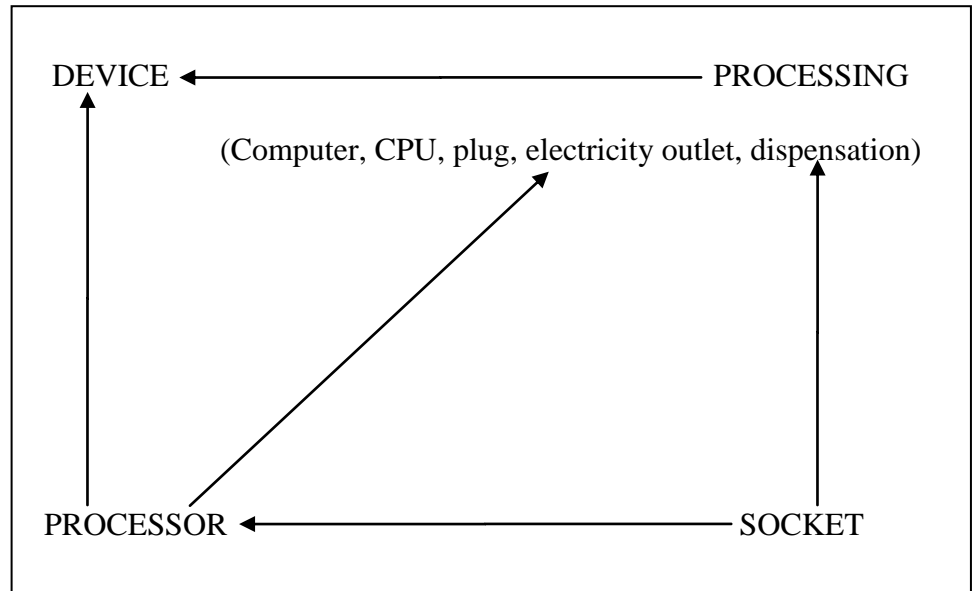 DEVICE PROCESSING
(Computer, CPU, plug, electricity outlet, dispensation)
PROCESSOR SOCKET